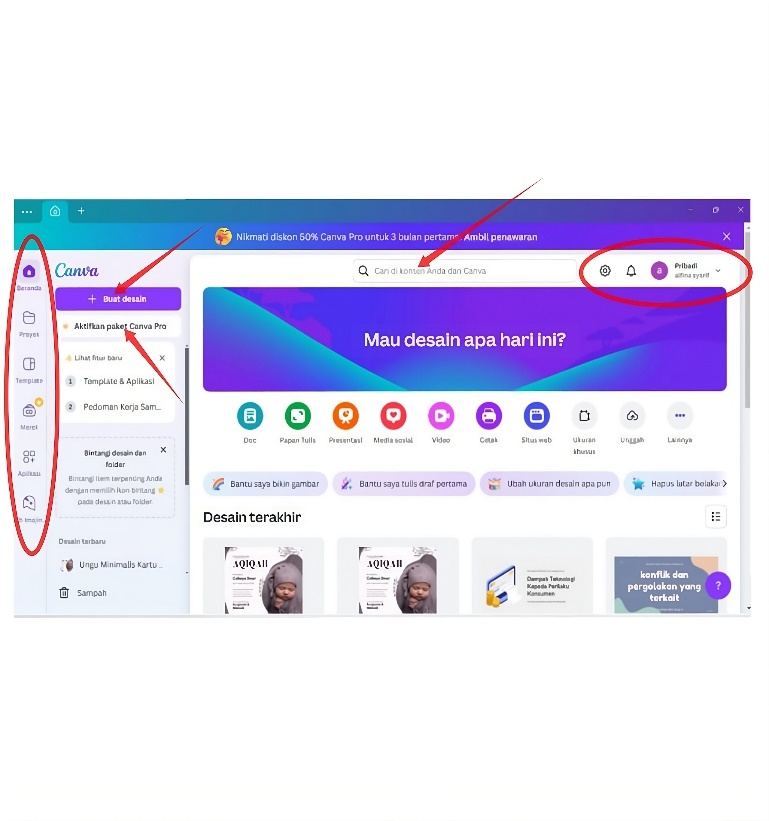 Nikmati diskon 50% Canva Pro untuk 3 bulan pertama. Ambil penawaran
Canva
Buat desain
Aktifkan paket Canva Pro
Lihat fitur baru
1 Template & Aplikasi
2 Pedoman Kerja Sam...
Bintangi desain dan
folder
Bintangi item terpenting Anda
dengan memilih ikon bintang
pada desain atau folder.
Desain terbaru
Ungu Minimalis Kartu ...
Sampah
Beranda
Proyek
Template
Merek
Aplikasi
Cari di konten Anda dan Canva
a
Pribadi
alfina syarif
Mau desain apa hari ini?
Doc
Papan Tulis
Presentasi
Media sosial
Video
Cetak
Situs web
Ukuran
khusus
Unggah
Lainnya
Bantu saya bikin gambar
Bantu saya tulis draf pertama
Ubah ukuran desain apa pun
Hapus latar belakan
Desain terakhir
AQIQAH
AQIQAH
Dampak Teknologi
Kepada Perilaku
Konsumen
konflik dan
pergolakan yang
terkait
?